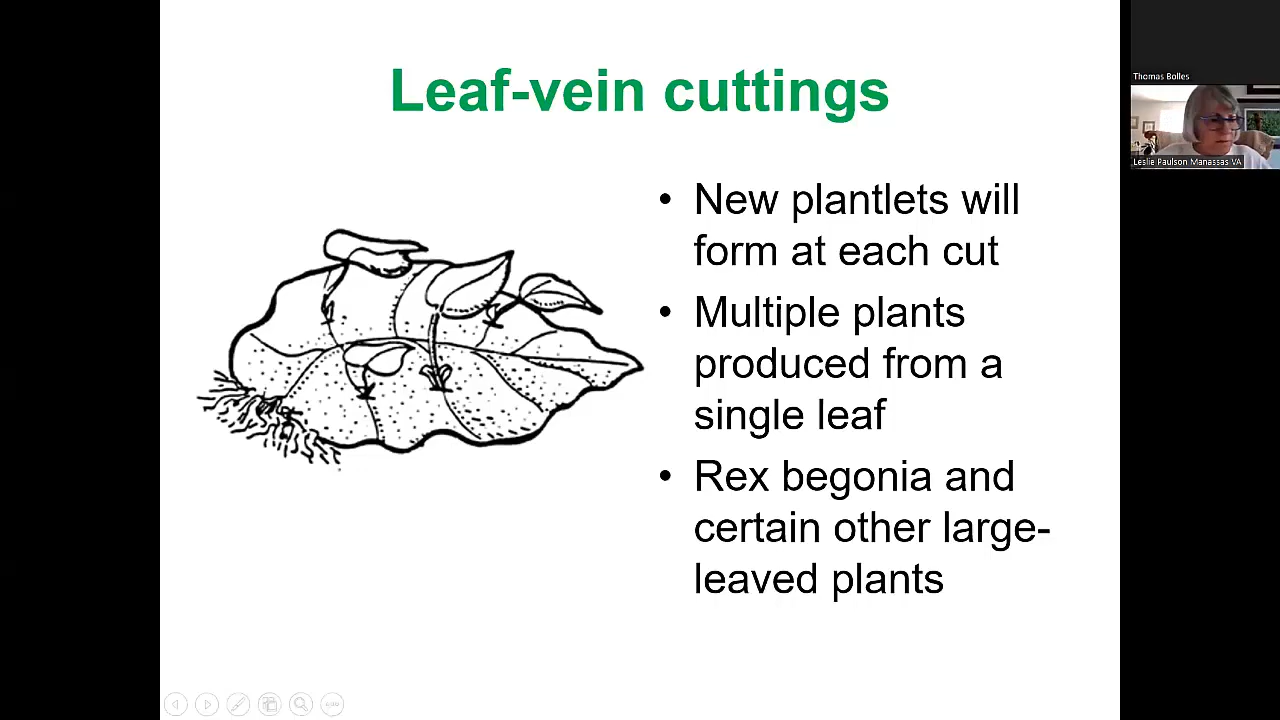 Leaf-vein cuttings
• New plantlets will
form at each cut
• Multiple plants
produced from a
single leaf
• Rex begonia and
certain other large-
leaved plants
Thomas Bolles
Leslie Paulson Manassas VA